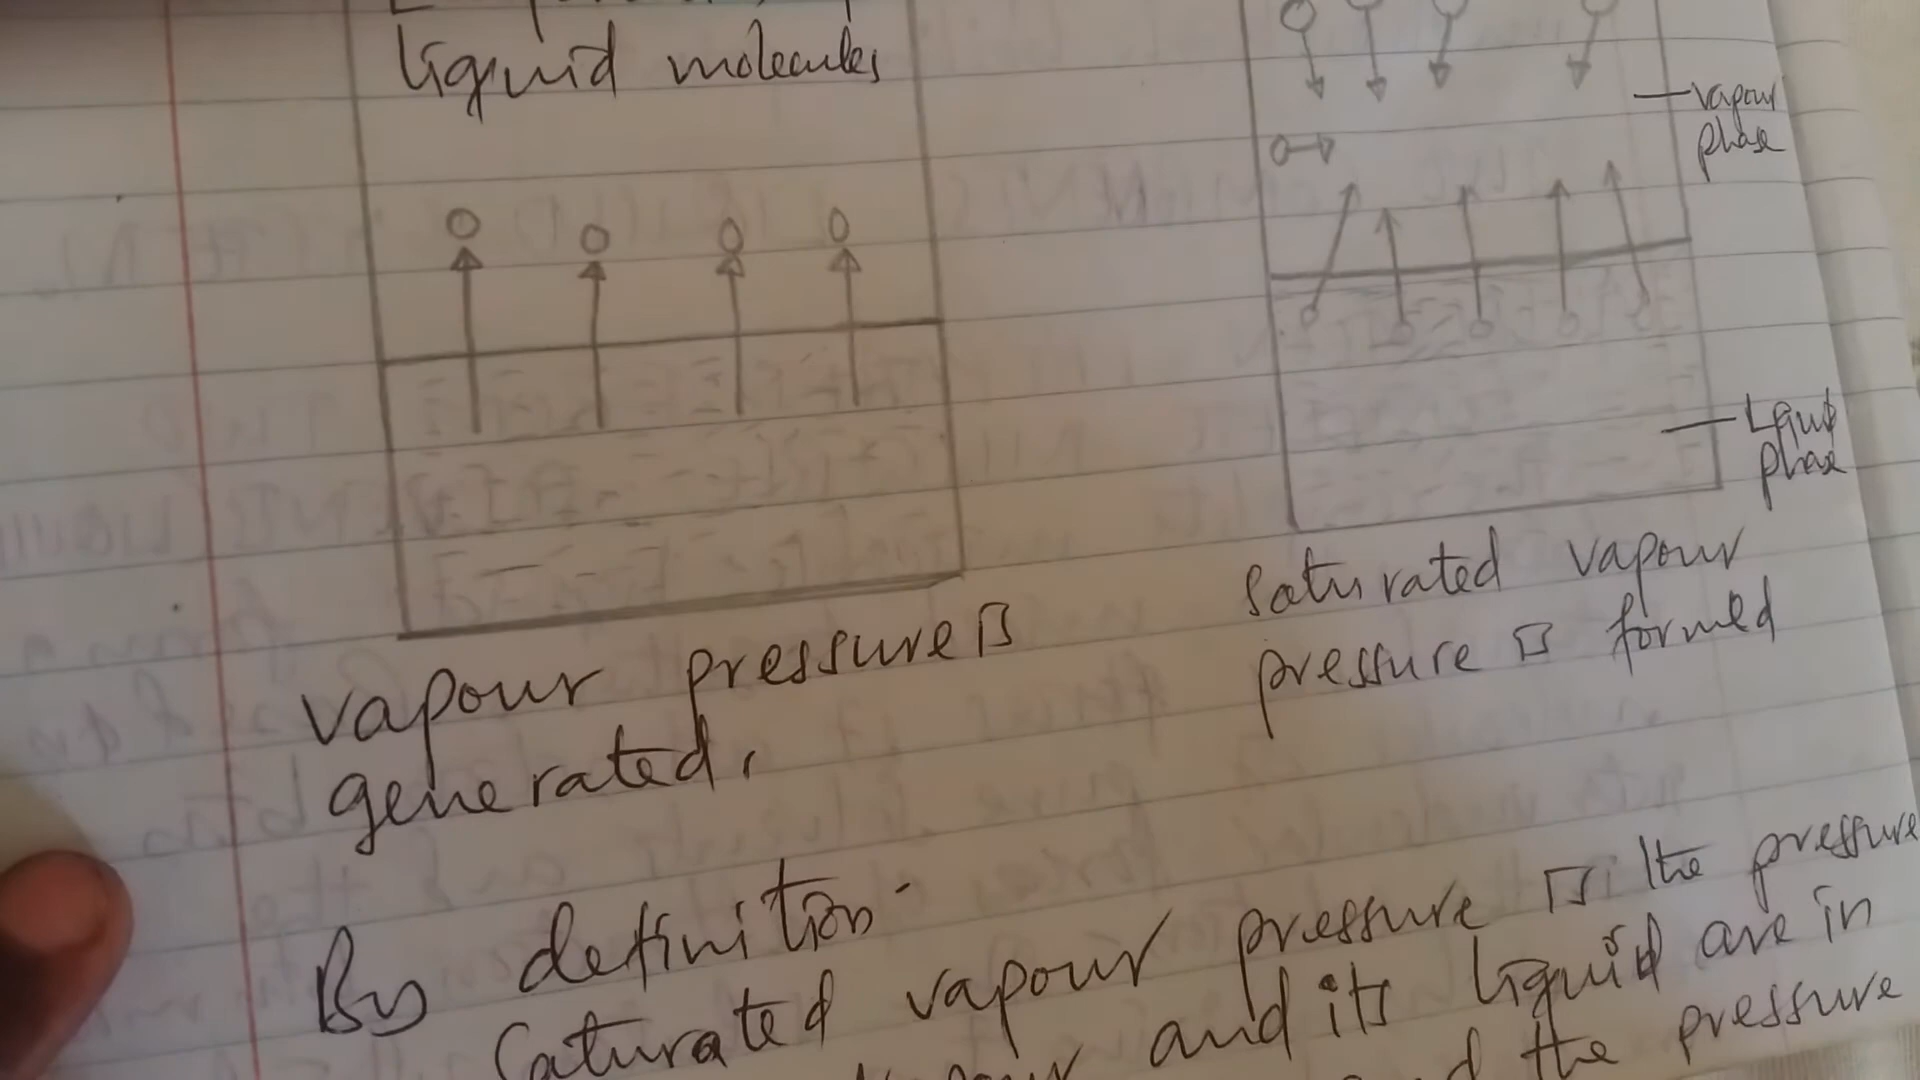 liquid molecules
vapour
phase
Liquid
phase
vapour pressure is
generated.
Saturated vapour
pressure is formed
By definition
Saturated vapour pressure is the pressure
and its liquid are in
the pressure